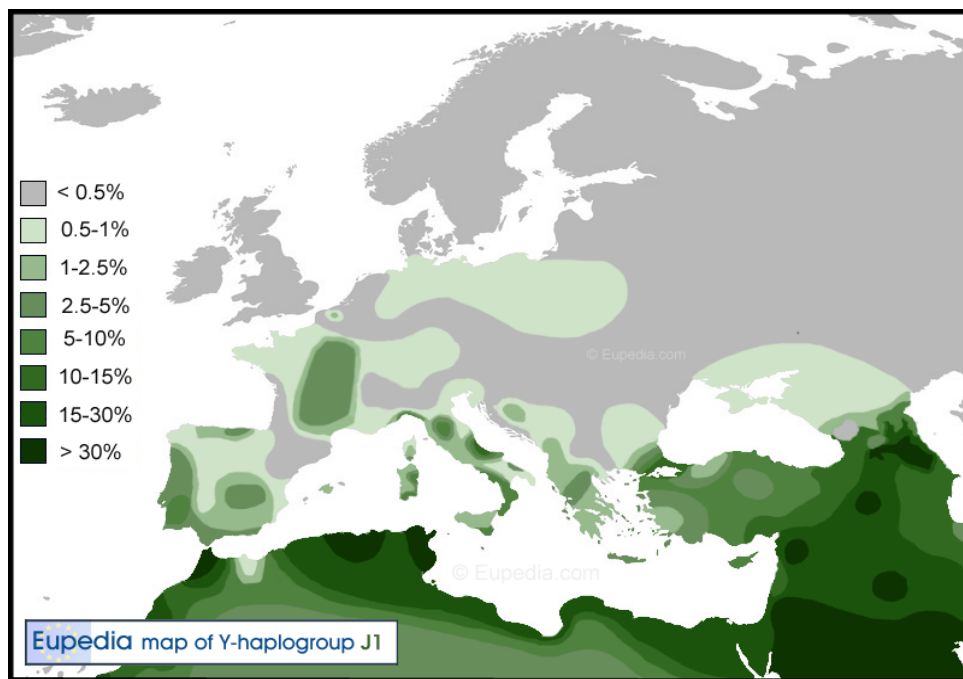 < 0.5%
0.5-1%
1-2.5%
2.5-5%
5-10%
10-15%
15-30%
> 30%
© Eupedia.com
© Eupedia.com
Eupedia map of Y-haplogroup J1